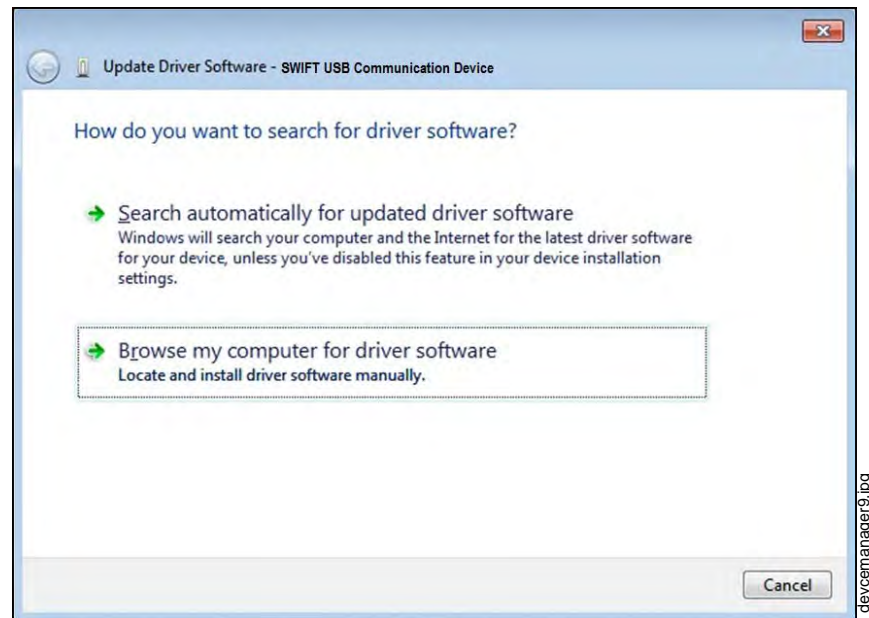 Update Driver Software - SWIFT USB Communication Device
How do you want to search for driver software?
Search automatically for updated driver software
Windows will search your computer and the Internet for the latest driver software
for your device, unless you've disabled this feature in your device installation
settings.
Browse my computer for driver software
Locate and install driver software manually.
Cancel
devcemanager9.jpg